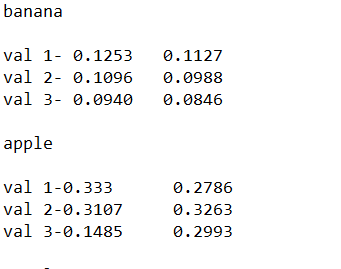 banana
val 1- 0.1253   0.1127
val 2- 0.1096   0.0988
val 3- 0.0940   0.0846
apple
val 1-0.333      0.2786
val 2-0.3107     0.3263
val 3-0.1485     0.2993
-